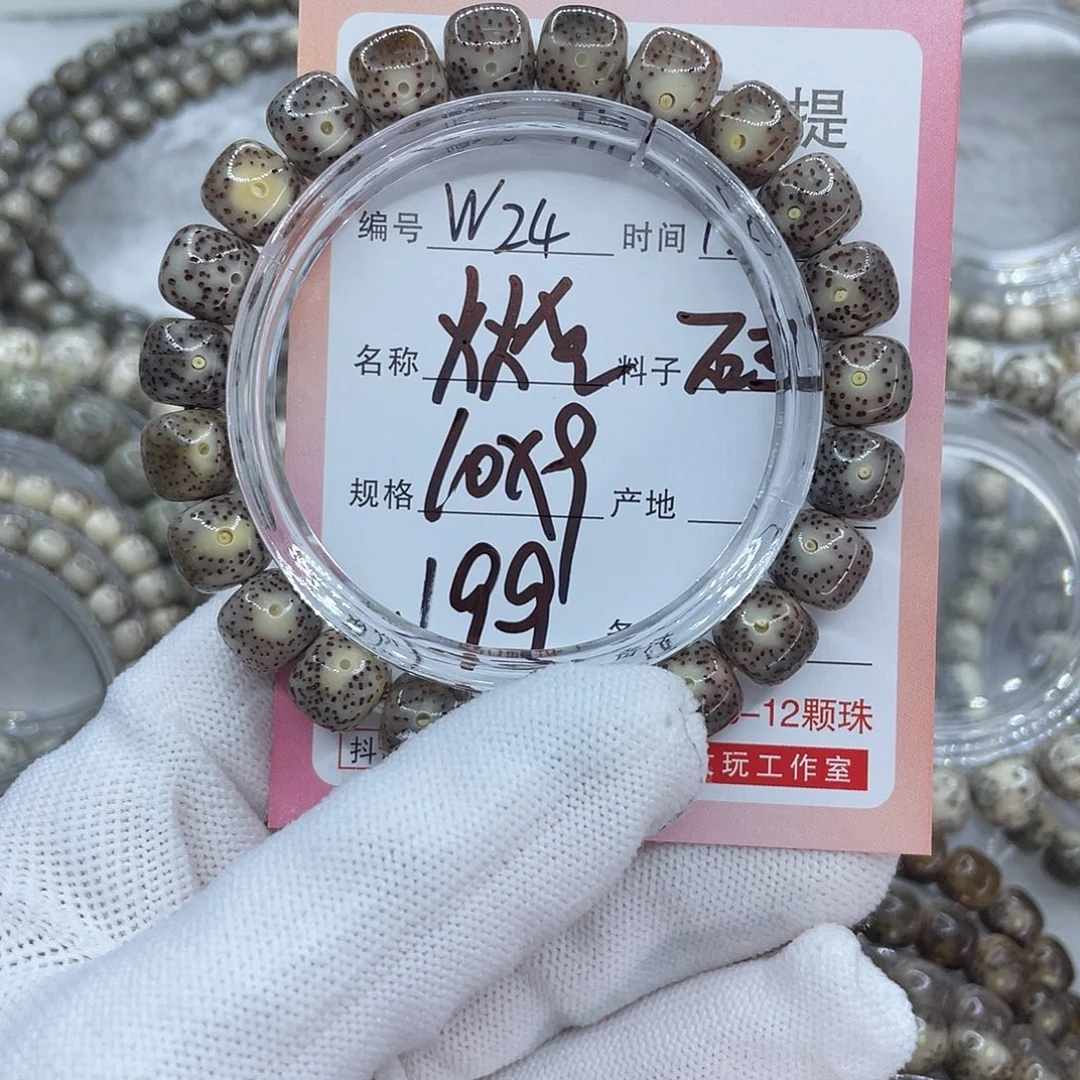 提
编号 W24 时间
名称 料子
规格 10X9 产地
199
-12颗珠
抖 玩工作室